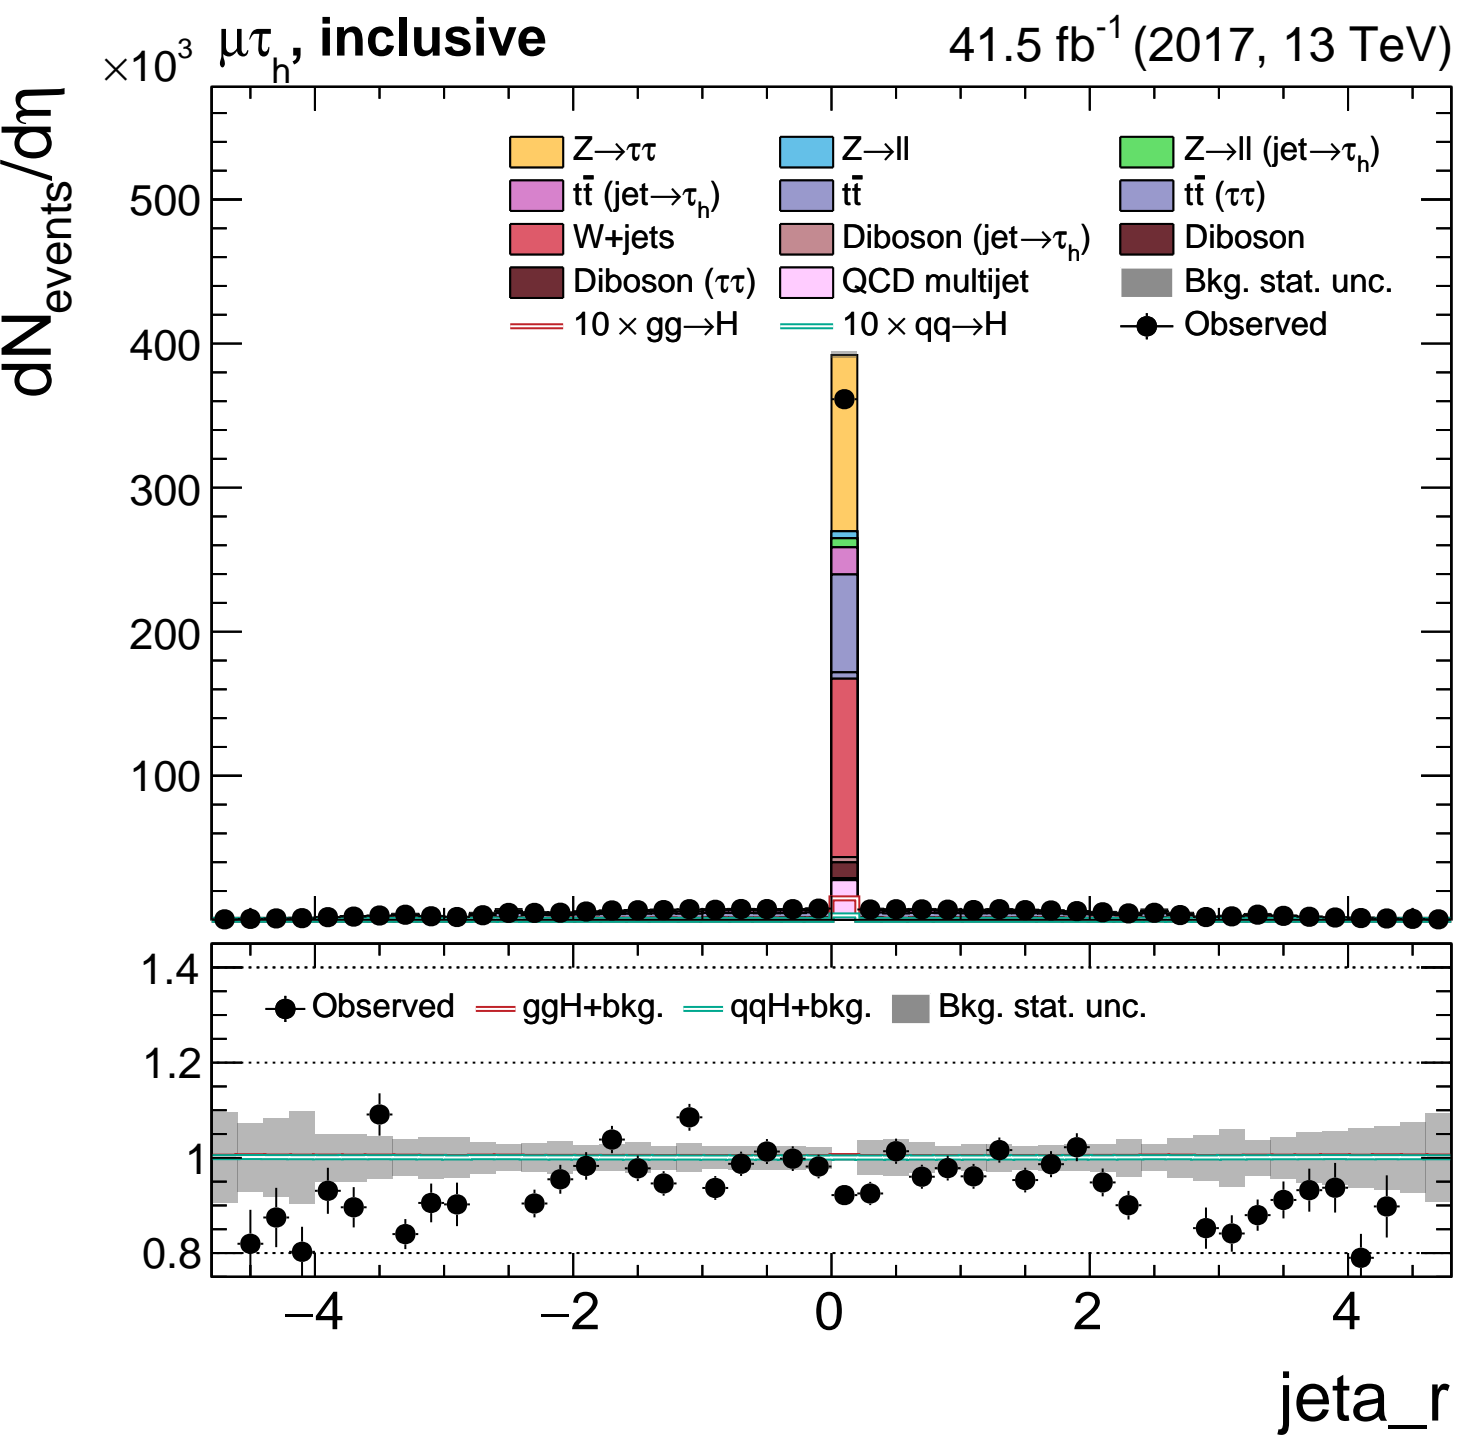 ×10³ μτₕ, inclusive 41.5 fb⁻¹ (2017, 13 TeV)
dN_events/dη
Z→ττ Z→ll Z→ll (jet→τₕ)
tt̄ (jet→τₕ) tt̄ tt̄ (ττ)
W+jets Diboson (jet→τₕ) Diboson
Diboson (ττ) QCD multijet Bkg. stat. unc.
10 × gg→H 10 × qq→H Observed
500
400
300
200
100
1.4
Observed ggH+bkg. qqH+bkg. Bkg. stat. unc.
1.2
1
0.8
−4 −2 0 2 4
jeta_r